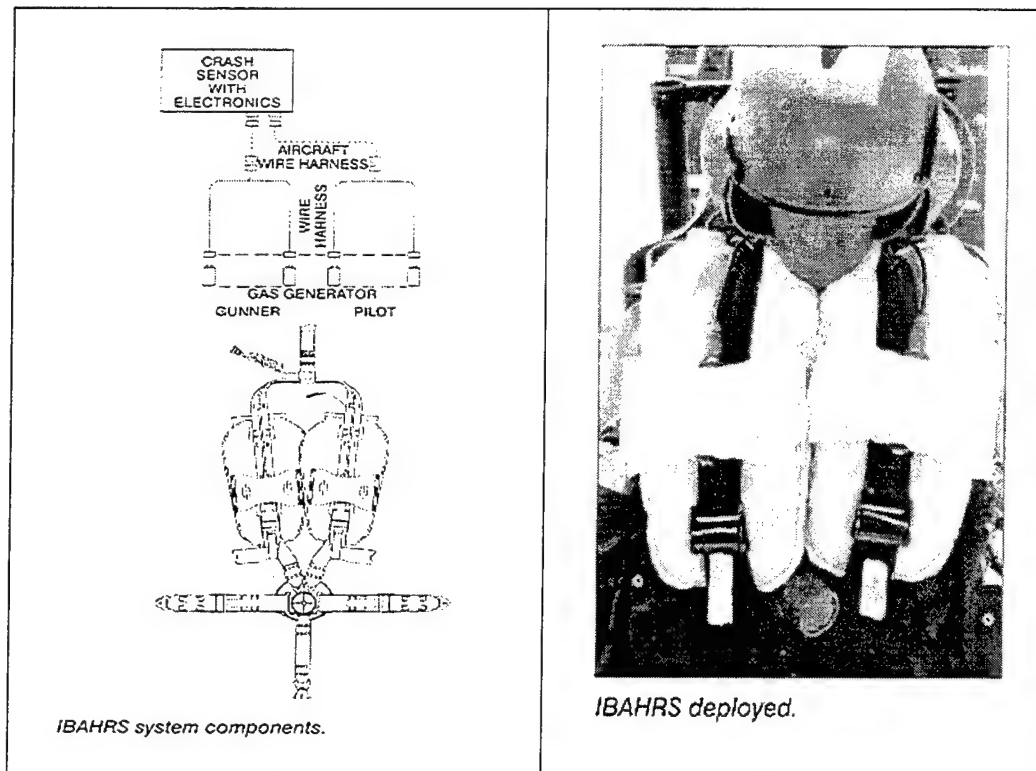 CRASH
SENSOR
WITH
ELECTRONICS
AIRCRAFT
WIRE HARNESS
WIRE
HARNESS
GAS GENERATOR
GUNNER PILOT
IBAHRS system components.
IBAHRS deployed.